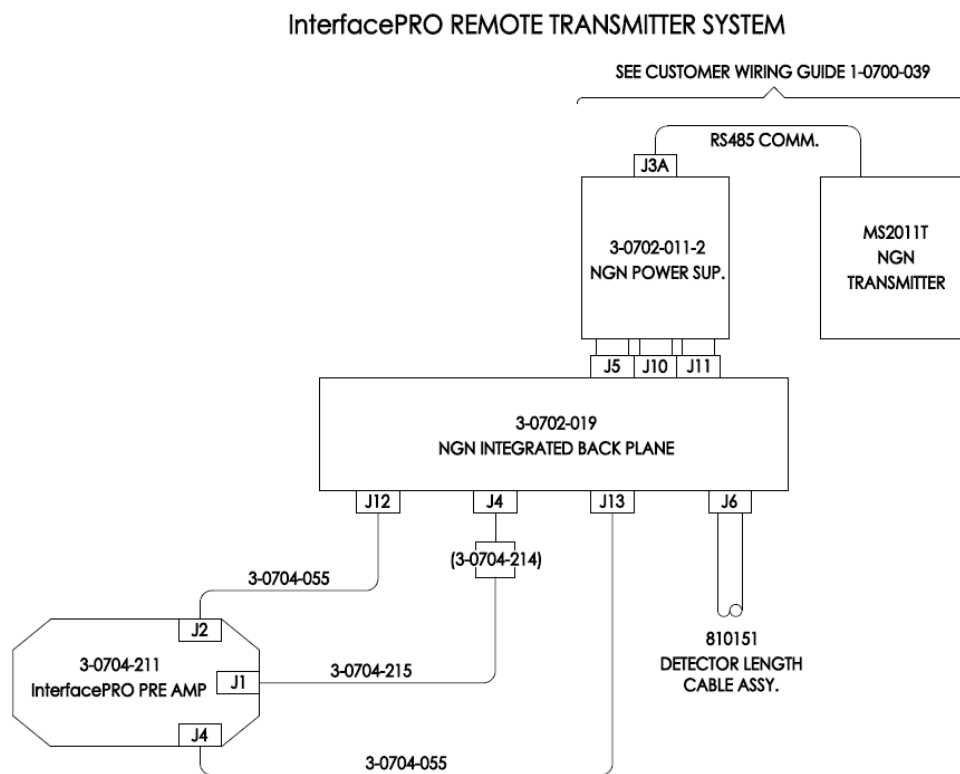 InterfacePRO REMOTE TRANSMITTER SYSTEM
SEE CUSTOMER WIRING GUIDE 1-0700-039
RS485 COMM.
J3A
3-0702-011-2
NGN POWER SUP.
MS2011T
NGN
TRANSMITTER
J5
J10
J11
3-0702-019
NGN INTEGRATED BACK PLANE
J12
J4
J13
J6
(3-0704-214)
3-0704-055
J2
3-0704-211
InterfacePRO PRE AMP
J1
3-0704-215
810151
DETECTOR LENGTH
CABLE ASSY.
J4
3-0704-055